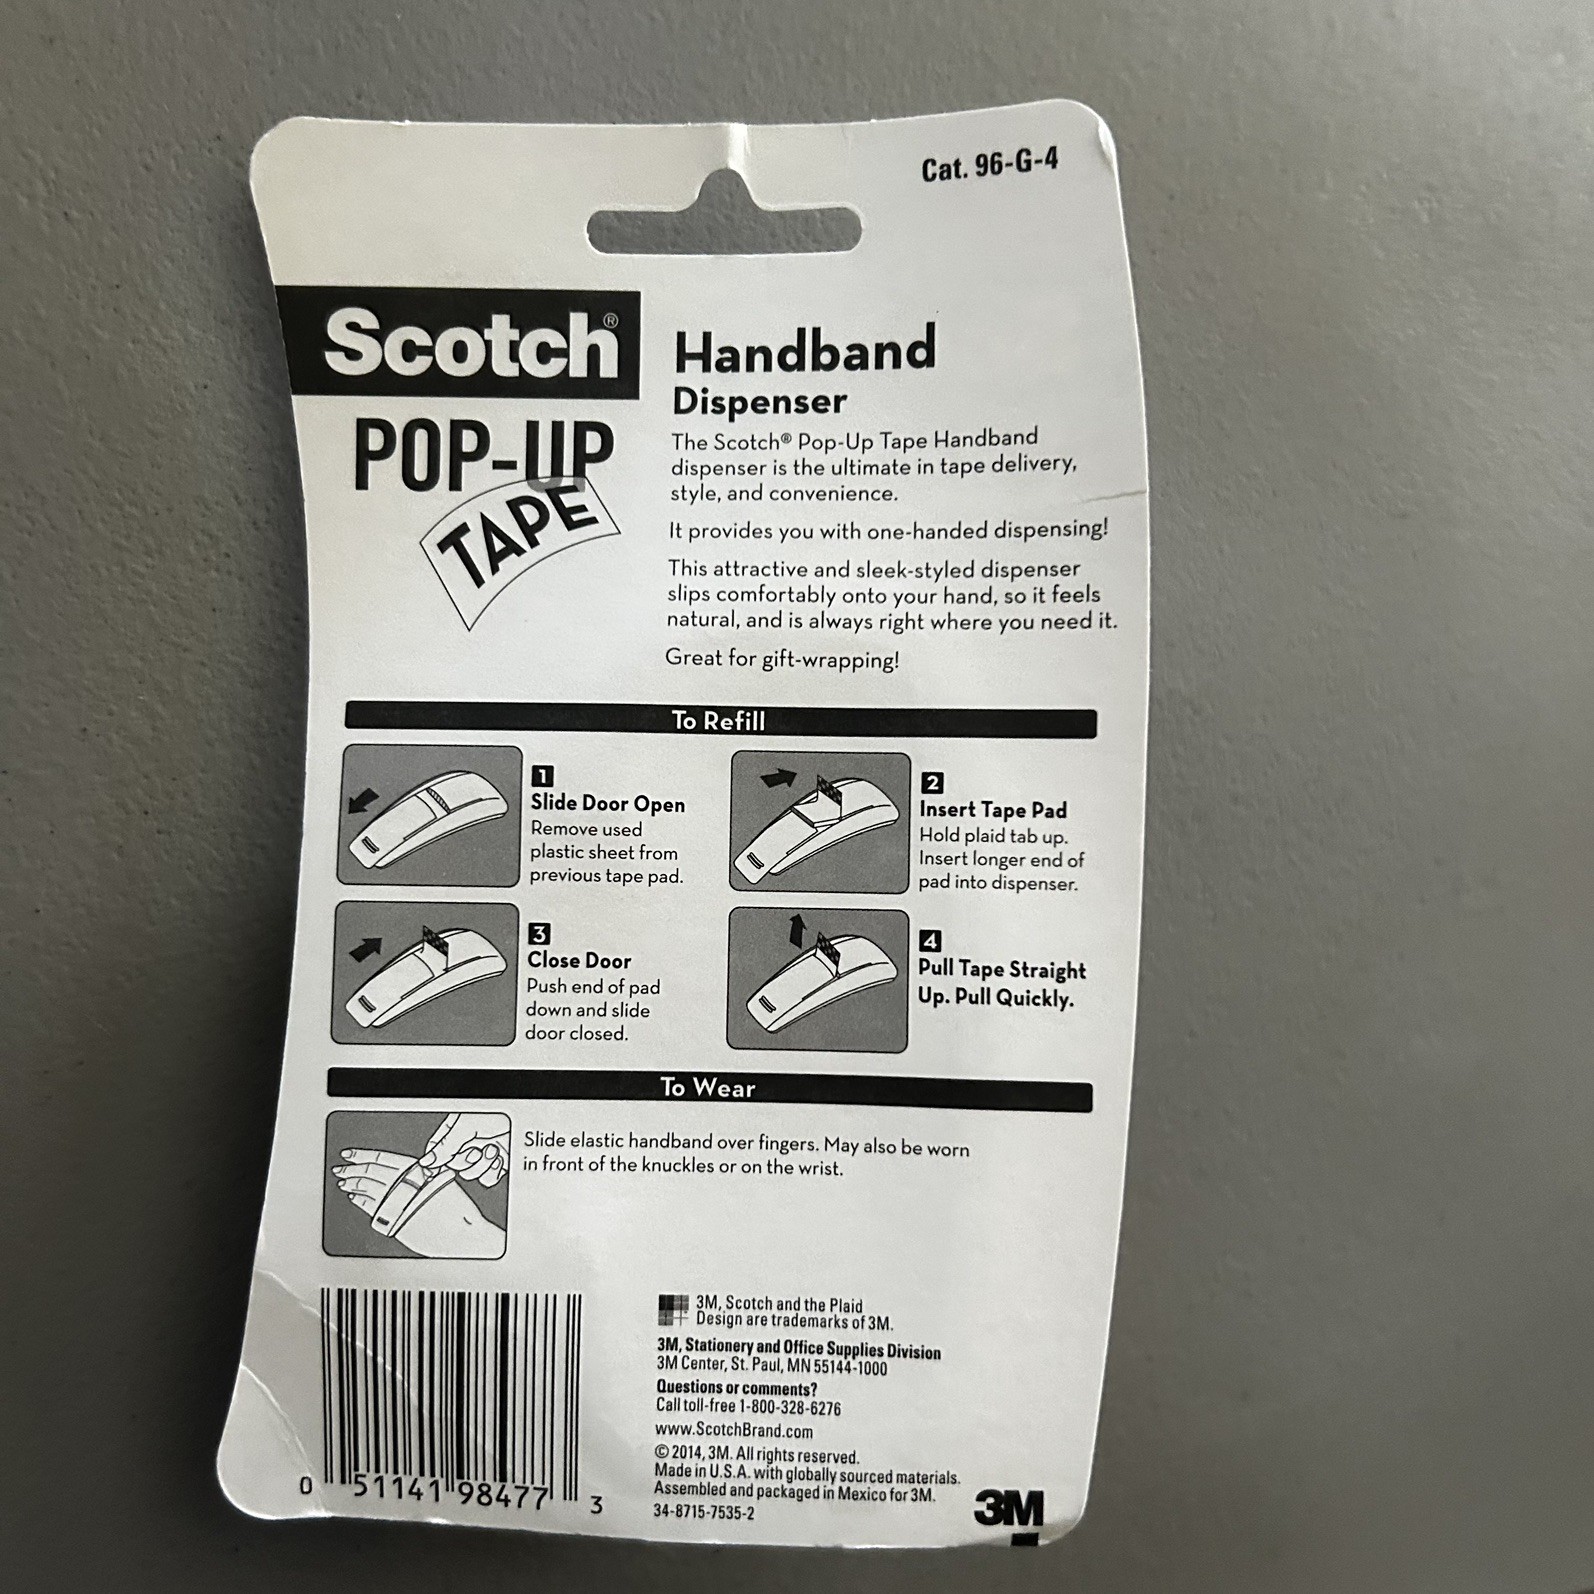 Cat. 96-G-4
Scotch®
POP-UP
TAPE
Handband
Dispenser
The Scotch® Pop-Up Tape Handband
dispenser is the ultimate in tape delivery,
style, and convenience.
It provides you with one-handed dispensing!
This attractive and sleek-styled dispenser
slips comfortably onto your hand, so it feels
natural, and is always right where you need it.
Great for gift-wrapping!
To Refill
1
Slide Door Open
Remove used
plastic sheet from
previous tape pad.
2
Insert Tape Pad
Hold plaid tab up.
Insert longer end of
pad into dispenser.
3
Close Door
Push end of pad
down and slide
door closed.
4
Pull Tape Straight
Up. Pull Quickly.
To Wear
Slide elastic handband over fingers. May also be worn
in front of the knuckles or on the wrist.
0 51141 98477 3
3M, Scotch and the Plaid
Design are trademarks of 3M.
3M, Stationery and Office Supplies Division
3M Center, St. Paul, MN 55144-1000
Questions or comments?
Call toll-free 1-800-328-6276
www.ScotchBrand.com
© 2014, 3M. All rights reserved.
Made in U.S.A. with globally sourced materials.
Assembled and packaged in Mexico for 3M.
34-8715-7535-2
3M